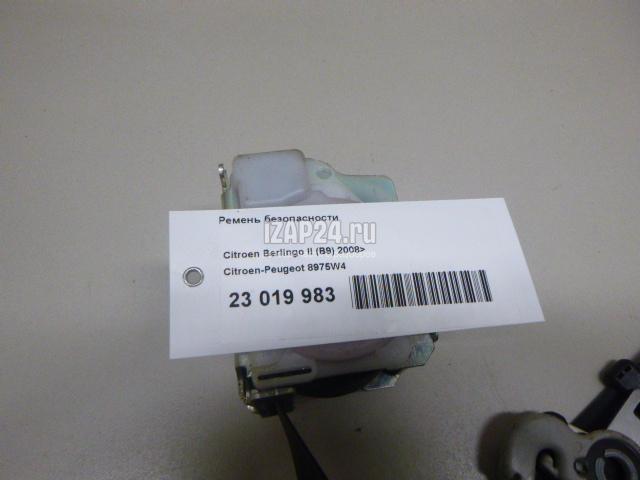 Ремень безопасности
IZAP24.ru
Citroen Berlingo II (B9) 2008>
Citroen-Peugeot 8975W4
23 019 983